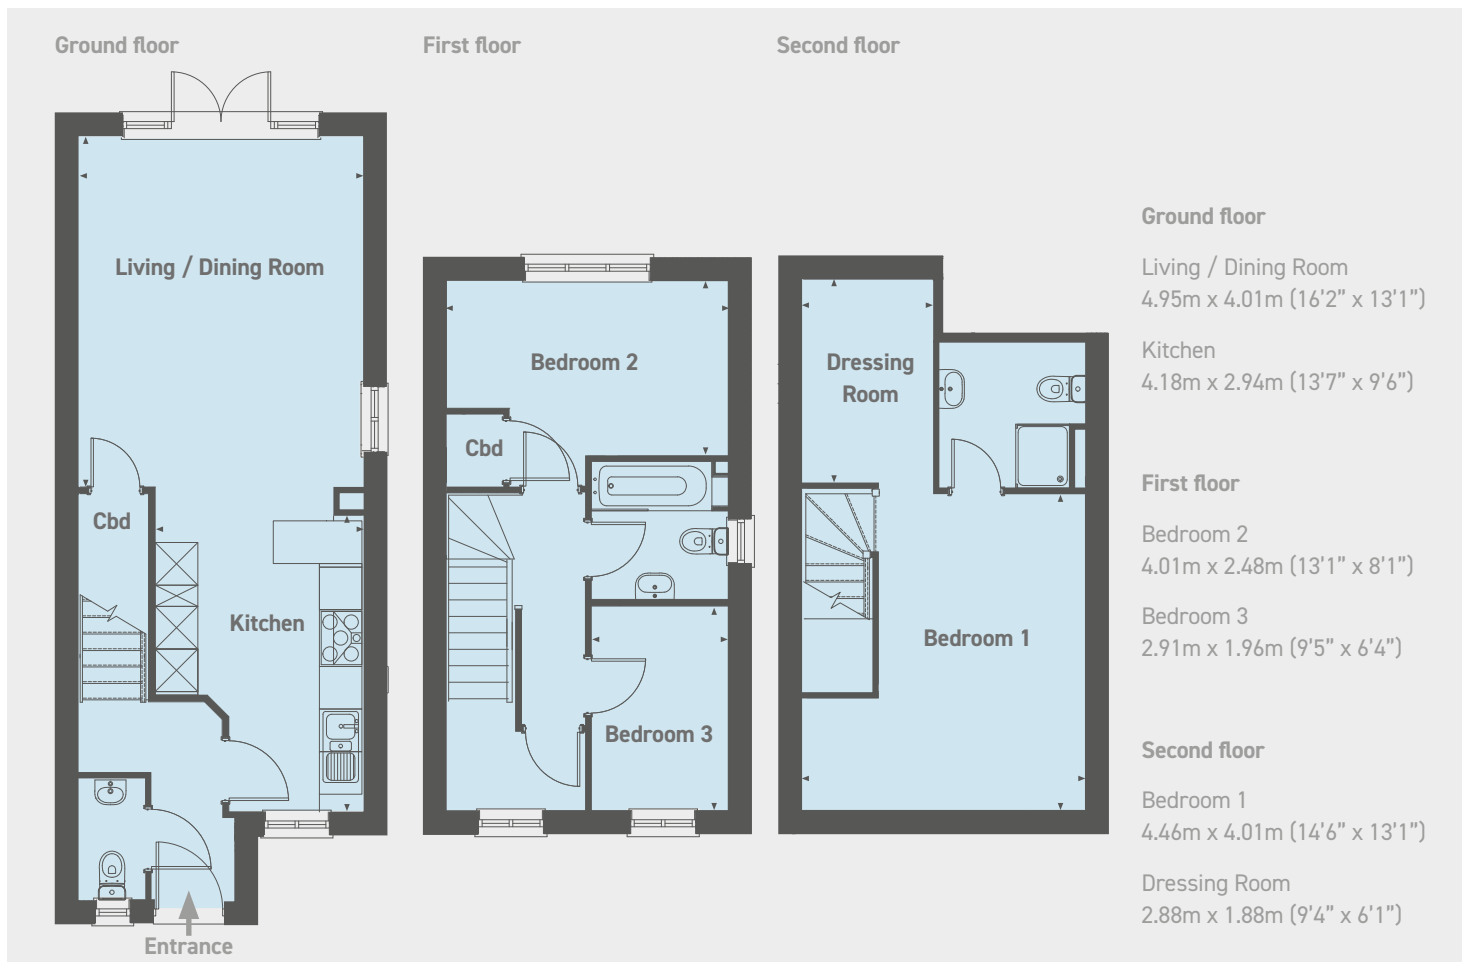 Ground floor
First floor
Second floor
Living / Dining Room
Cbd
Kitchen
Entrance
Bedroom 2
Cbd
Bedroom 3
Dressing
Room
Bedroom 1
Ground floor
Living / Dining Room
4.95m x 4.01m (16’2” x 13’1”)
Kitchen
4.18m x 2.94m (13’7” x 9’6”)
First floor
Bedroom 2
4.01m x 2.48m (13’1” x 8’1”)
Bedroom 3
2.91m x 1.96m (9’5” x 6’4”)
Second floor
Bedroom 1
4.46m x 4.01m (14’6” x 13’1”)
Dressing Room
2.88m x 1.88m (9’4” x 6’1”)